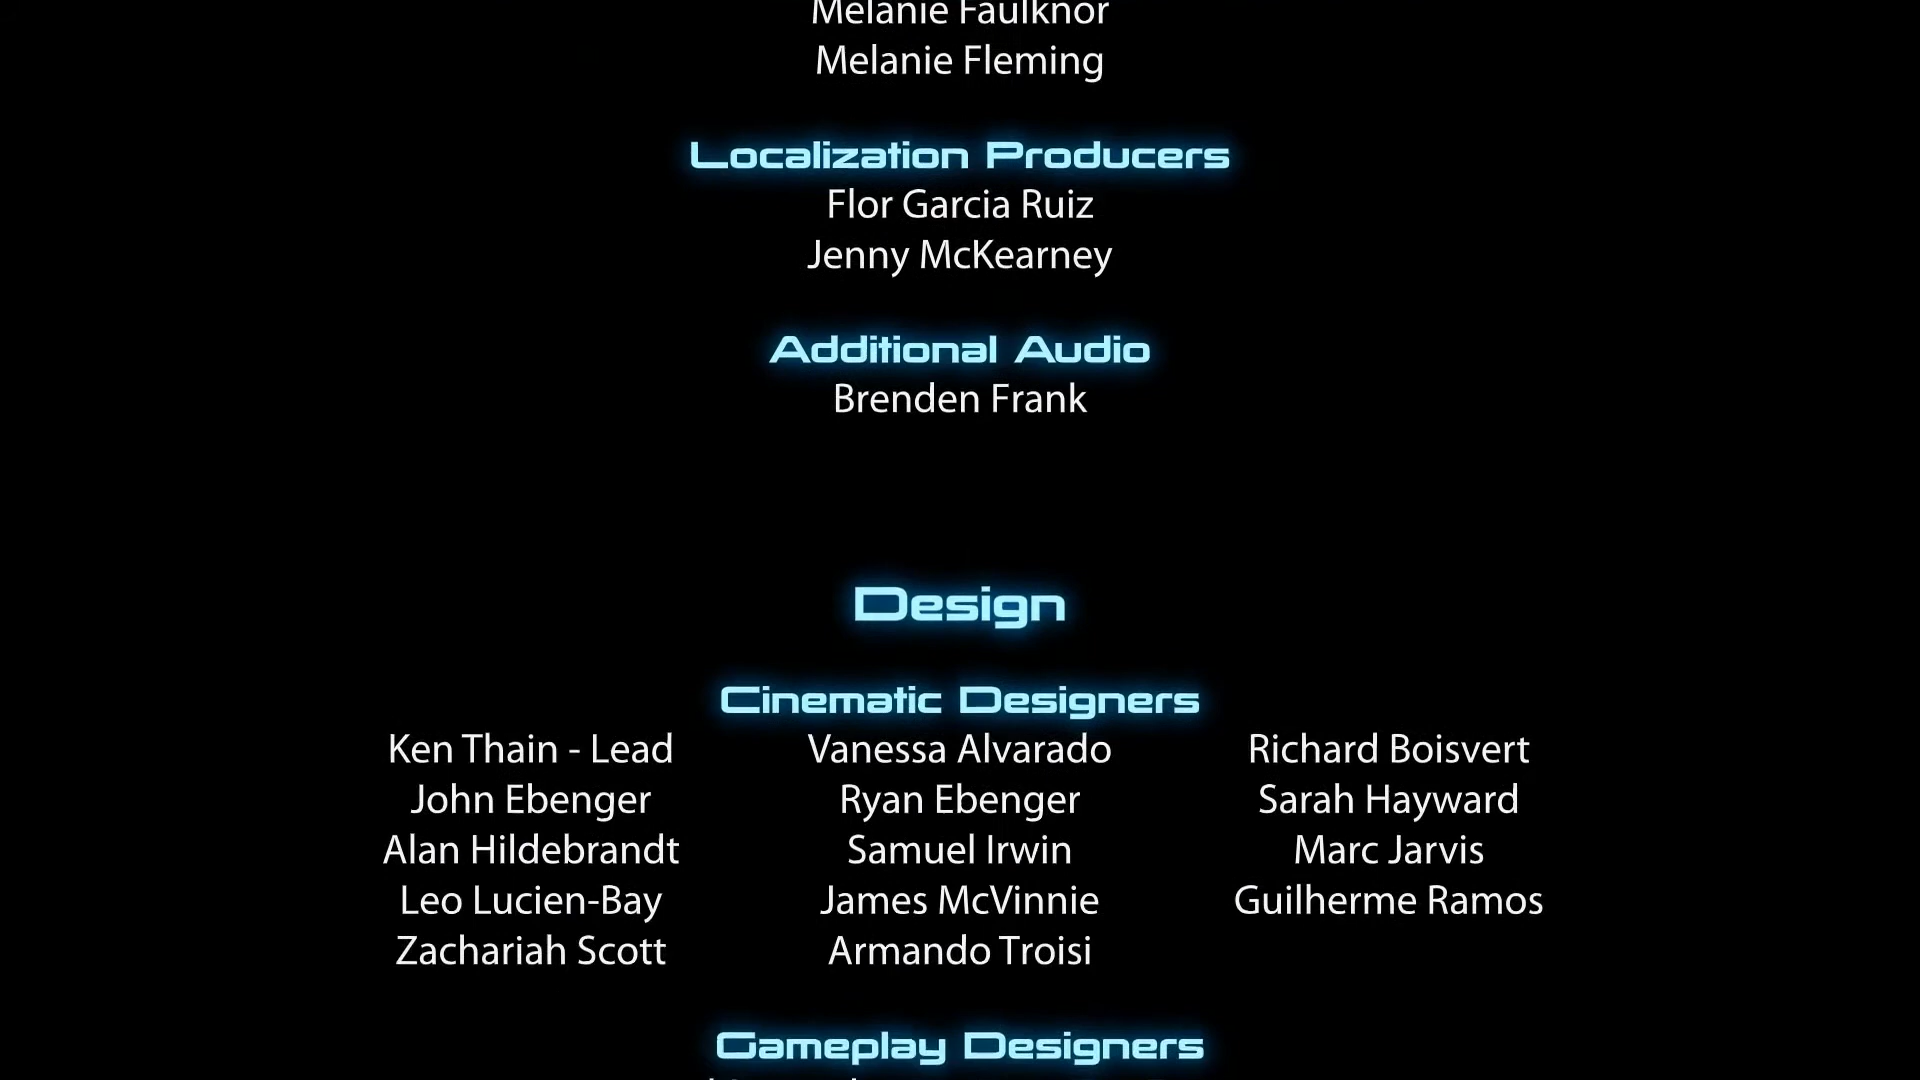 Melanie Faulknor
Melanie Fleming
Localization Producers
Flor Garcia Ruiz
Jenny McKearney
Additional Audio
Brenden Frank
Design
Cinematic Designers
Ken Thain - Lead Vanessa Alvarado Richard Boisvert
John Ebenger Ryan Ebenger Sarah Hayward
Alan Hildebrandt Samuel Irwin Marc Jarvis
Leo Lucien-Bay James McVinnie Guilherme Ramos
Zachariah Scott Armando Troisi
Gameplay Designers